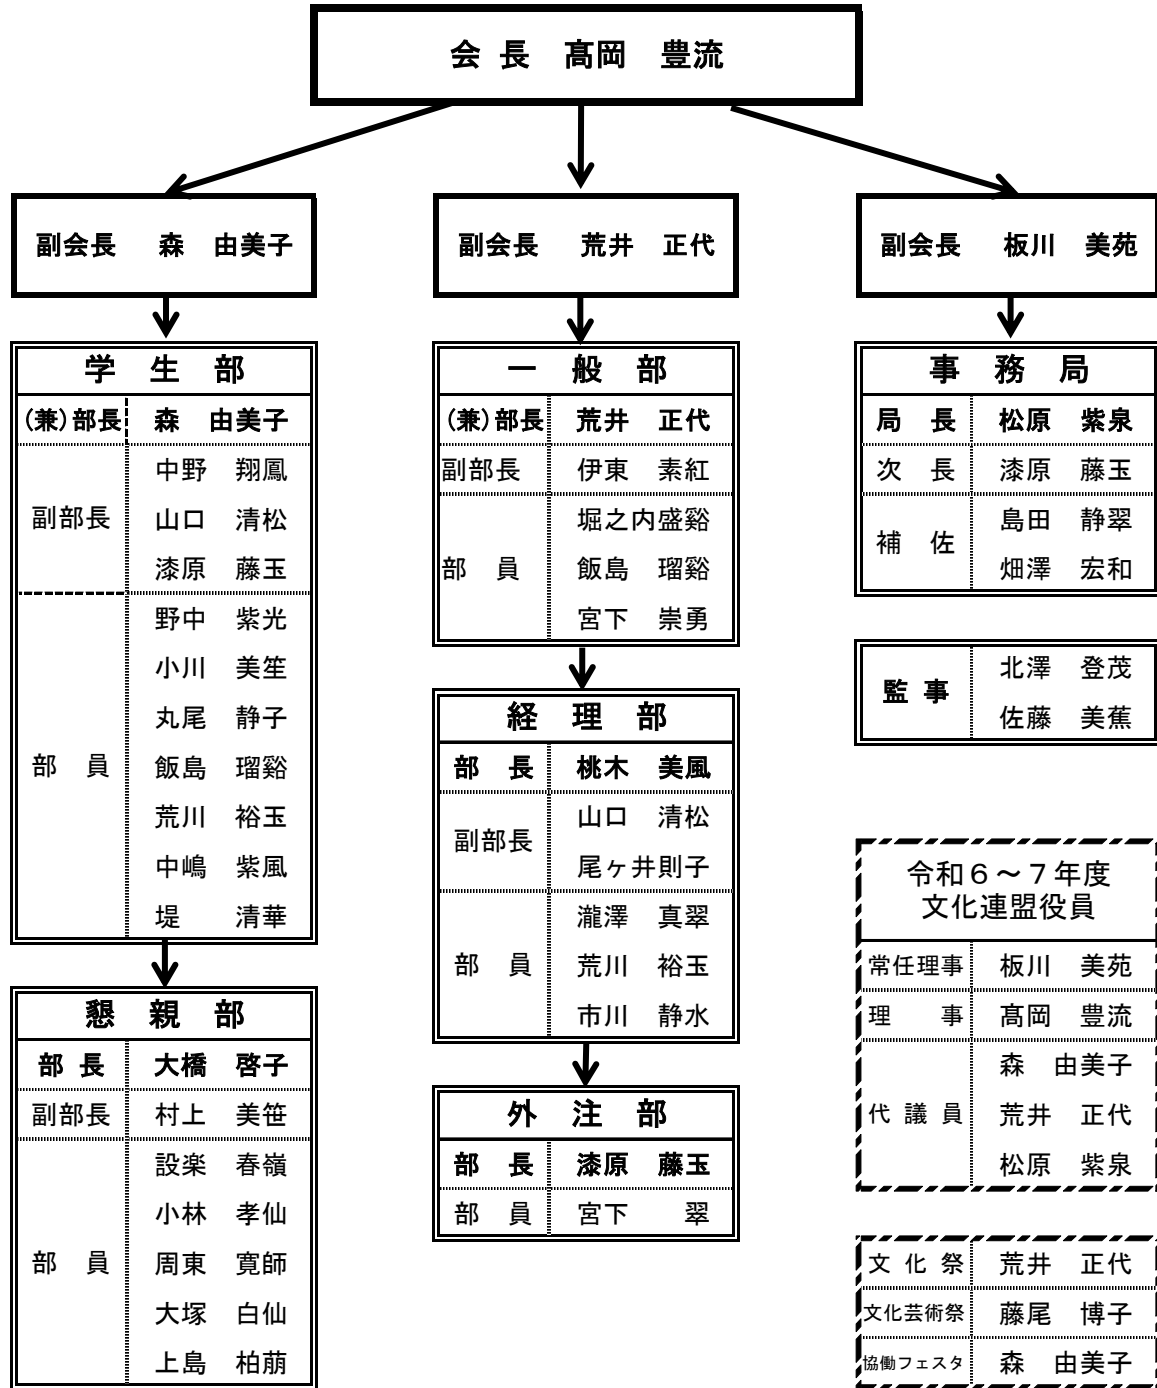 会 長　髙岡　豊流
副会長　森　由美子
学　生　部
（兼）部長　森　由美子
副部長
中野　翔鳳
山口　清松
漆原　藤玉
部　員
野中　紫光
小川　美笙
丸尾　静子
飯島　瑠谿
荒川　裕玉
中嶋　紫風
堤　　清華
懇　親　部
部 長　大橋　啓子
副部長　村上　美笹
部　員
設楽　春嶺
小林　孝仙
周東　寛師
大塚　白仙
上島　柏萠
副会長　荒井　正代
一　般　部
（兼）部長　荒井　正代
副部長　伊東　素紅
部　員
堀之内盛谿
飯島　瑠谿
宮下　崇勇
経　理　部
部　長　桃木　美風
副部長
山口　清松
尾ヶ井則子
部　員
瀧澤　真翠
荒川　裕玉
市川　静水
外　注　部
部　長　漆原　藤玉
部　員　宮下　　翠
副会長　板川　美苑
事　務　局
局　長　松原　紫泉
次　長　漆原　藤玉
補　佐
島田　静翠
畑澤　宏和
監 事
北澤　登茂
佐藤　美蕉
令和６～７年度
文化連盟役員
常任理事　板川　美苑
理　　事　髙岡　豊流
代 議 員
森　由美子
荒井　正代
松原　紫泉
文 化 祭　荒井　正代
文化芸術祭　藤尾　博子
協働フェスタ　森　由美子